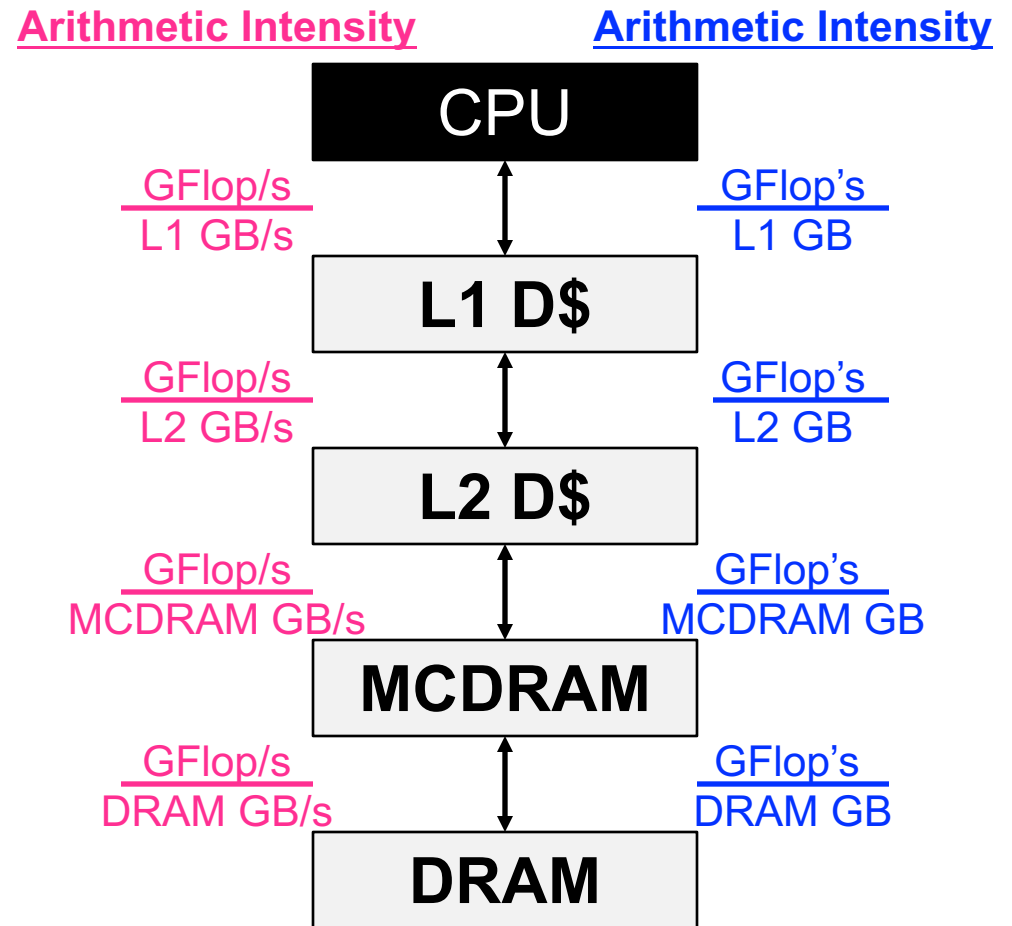 Arithmetic Intensity
Arithmetic Intensity
CPU
GFlop/s
L1 GB/s
GFlop’s
L1 GB
L1 D$
GFlop/s
L2 GB/s
GFlop’s
L2 GB
L2 D$
GFlop/s
MCDRAM GB/s
GFlop’s
MCDRAM GB
MCDRAM
GFlop/s
DRAM GB/s
GFlop’s
DRAM GB
DRAM